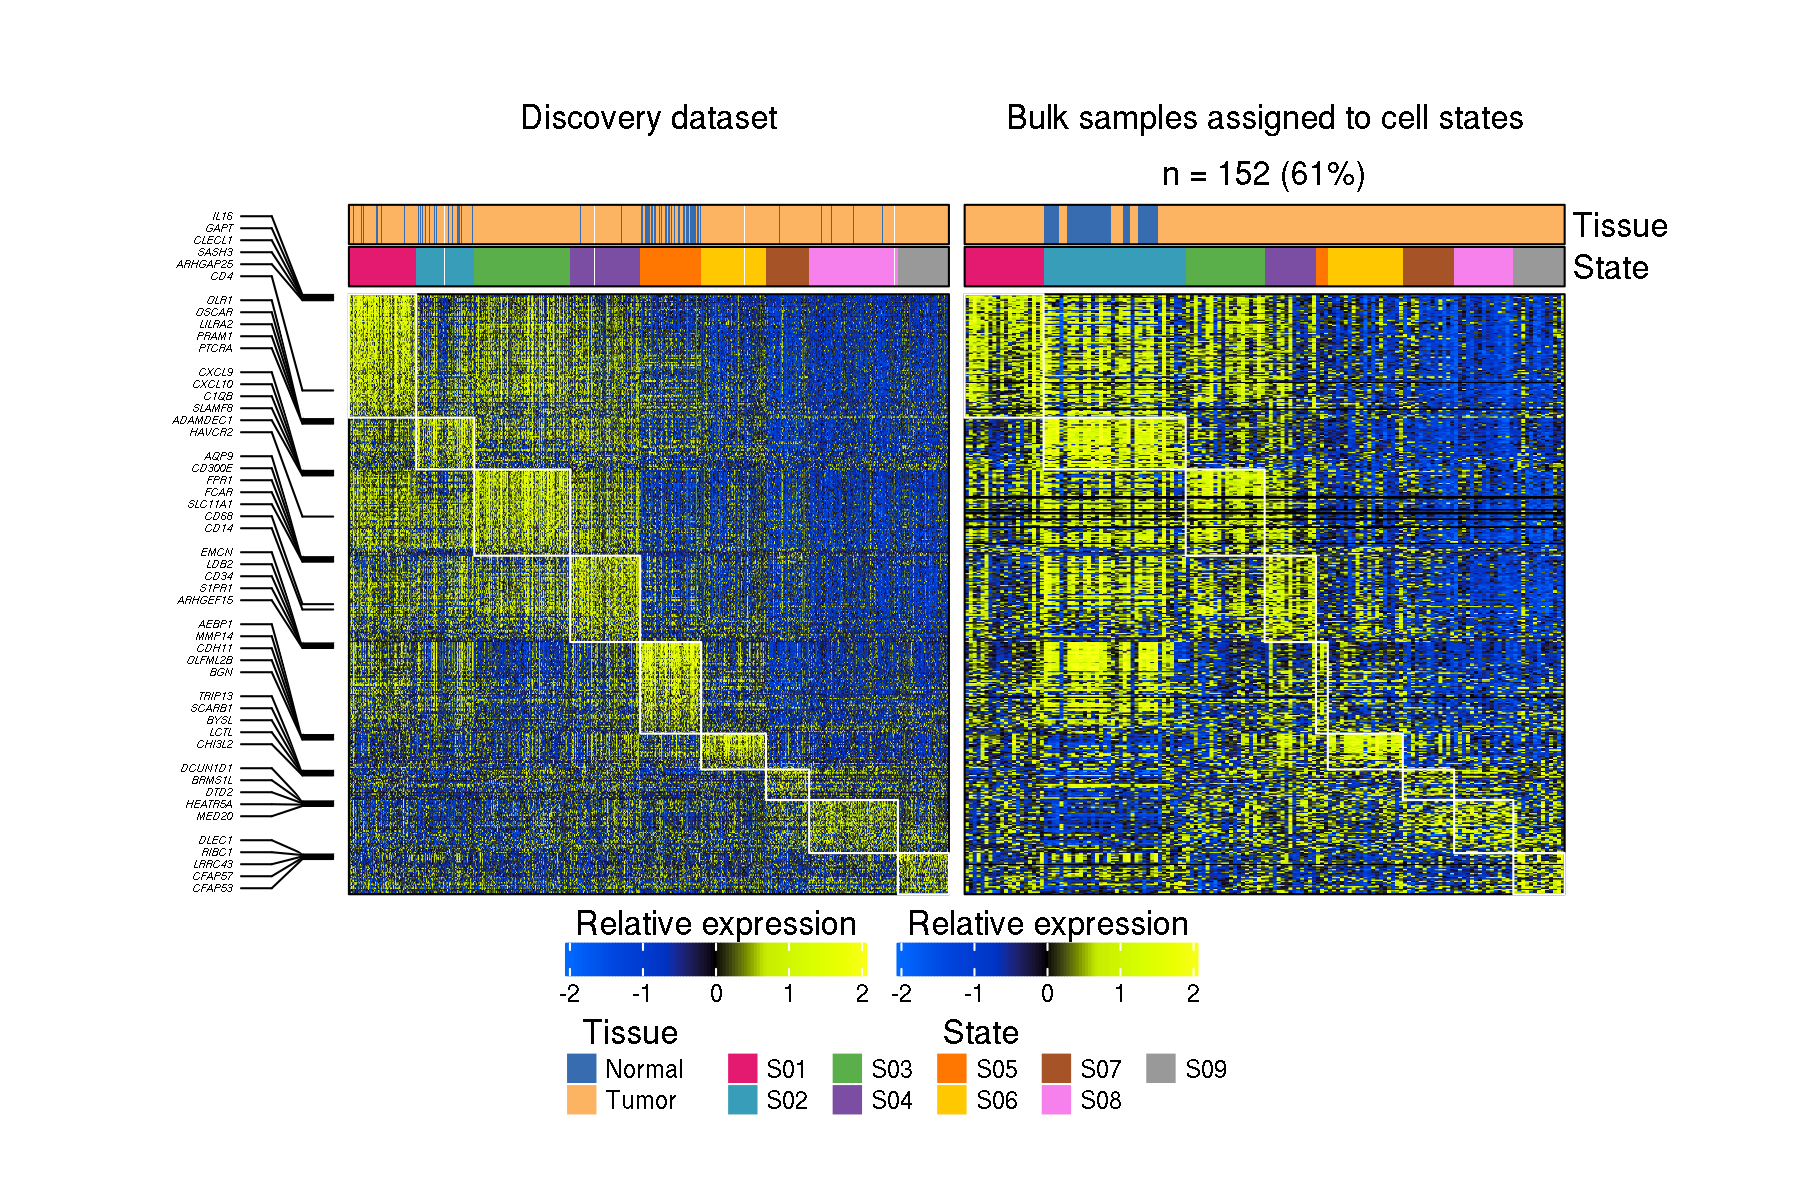 Discovery dataset
Bulk samples assigned to cell states
n = 152 (61%)
Tissue
State
IL16
GAPT
CLECL1
SASH3
ARHGAP25
CD4
OLR1
OSCAR
LILRA2
PRAM1
PTCRA
CXCL9
CXCL10
C1QB
SLAMF8
ADAMDEC1
HAVCR2
AQP9
CD300E
FPR1
FCAR
SLC11A1
CD68
CD14
EMCN
LDB2
CD34
S1PR1
ARHGEF15
AEBP1
MMP14
CDH11
OLFML2B
BGN
TRIP13
SCARB1
BYSL
LCTL
CHI3L2
DCUN1D1
BRMS1L
DTD2
HEATR5A
MED20
DLEC1
RIBC1
LRRC43
CFAP57
CFAP53
Relative expression Relative expression
-2 -1 0 1 2 -2 -1 0 1 2
Tissue State
Normal S01 S03 S05 S07 S09
Tumor S02 S04 S06 S08